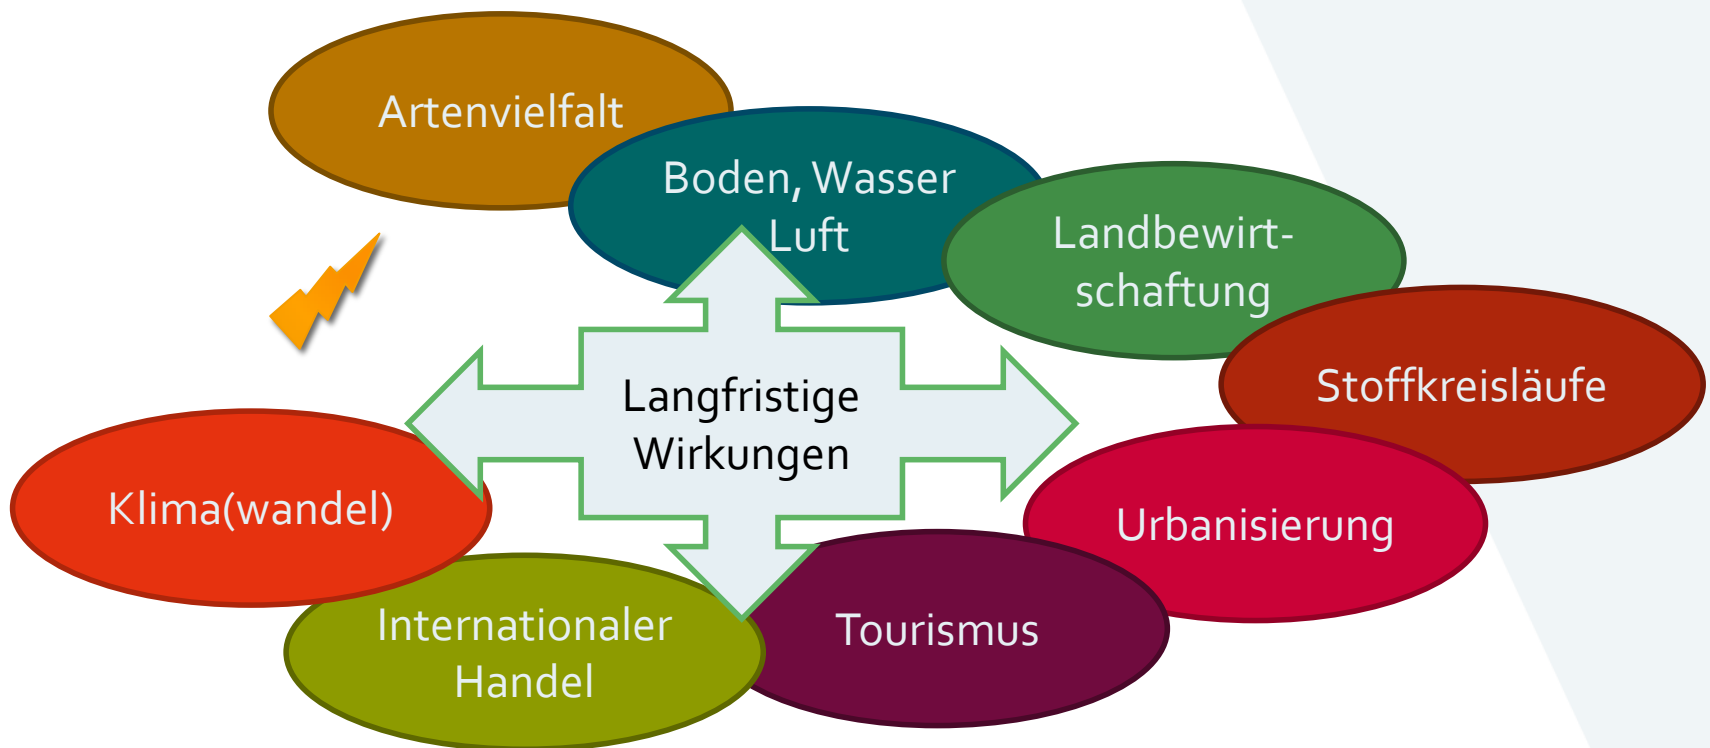 Artenvielfalt
Boden, Wasser
Luft
Landbewirt-
schaftung
Stoffkreisläufe
Langfristige
Wirkungen
Klima(wandel)
Urbanisierung
Internationaler
Handel
Tourismus